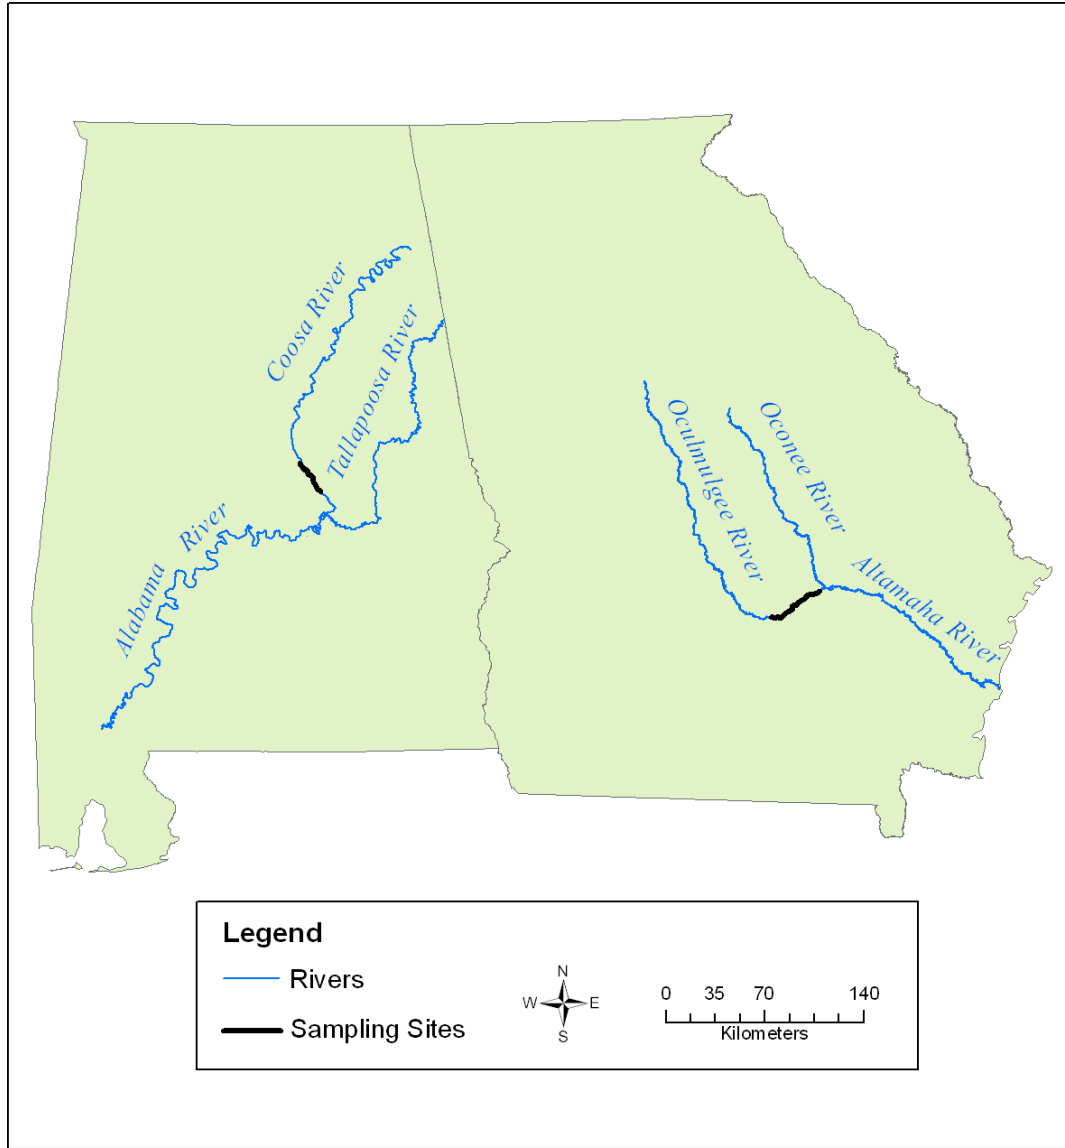 Coosa River
Tallapoosa River
Alabama River
Oculmulgee River
Oconee River
Altamaha River
Legend
Rivers
Sampling Sites
N
W E
S
0 35 70 140
Kilometers